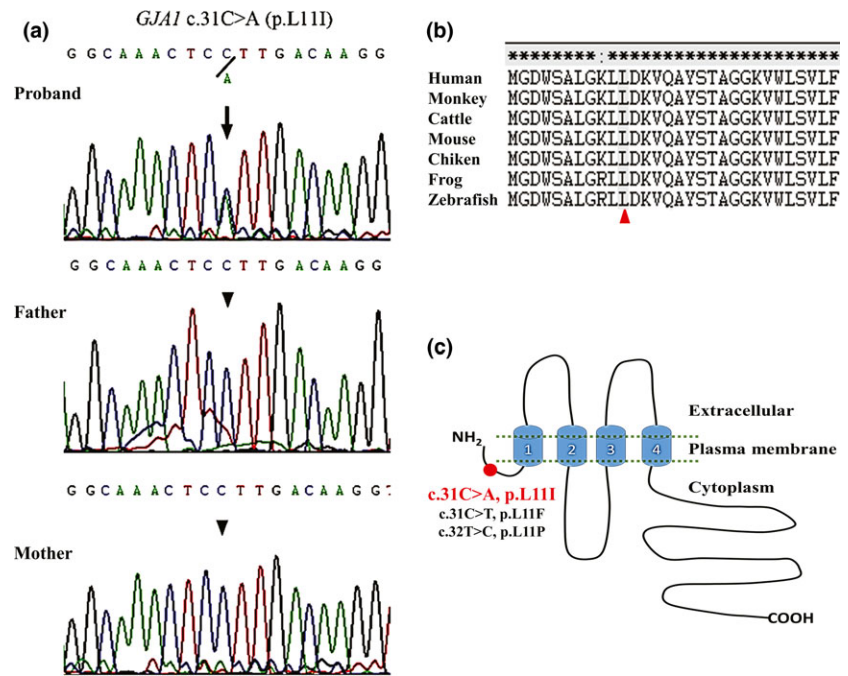 (a)
GJA1 c.31C>A (p.L11I)
G G C A A A C T C C T T G A C A A G G
A
Proband
G G C A A A C T C C T T G A C A A G G
Father
G G C A A A C T C C T T G A C A A G G T
Mother
(b)
********:************************
Human MGDWSALGKLLDKVQAYSTAGGKVWLSVLF
Monkey MGDWSALGKLLDKVQAYSTAGGKVWLSVLF
Cattle MGDWSALGKLLDKVQAYSTAGGKVWLSVLF
Mouse MGDWSALGKLLDKVQAYSTAGGKVWLSVLF
Chiken MGDWSALGKLLDKVQAYSTAGGKVWLSVLF
Frog MGDWSALGRLLDKVQAYSTAGGKVWLSVLF
Zebrafish MGDWSALGRLLDKVQAYSTAGGKVWLSVLF
(c)
Extracellular
NH2
1 2 3 4
Plasma membrane
Cytoplasm
c.31C>A, p.L11I
c.31C>T, p.L11F
c.32T>C, p.L11P
COOH